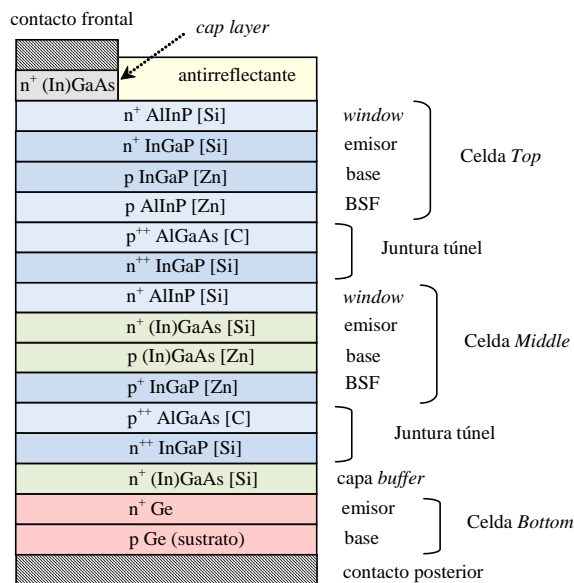 contacto frontal
cap layer
antirreflectante
n⁺ (In)GaAs
n⁺ AlInP [Si] window
n⁺ InGaP [Si] emisor
Celda Top
p InGaP [Zn] base
p AlInP [Zn] BSF
p⁺⁺ AlGaAs [C]
Juntura túnel
n⁺⁺ InGaP [Si]
n⁺ AlInP [Si] window
n⁺ (In)GaAs [Si] emisor
Celda Middle
p (In)GaAs [Zn] base
p⁺ InGaP [Zn] BSF
p⁺⁺ AlGaAs [C]
Juntura túnel
n⁺⁺ InGaP [Si]
n⁺ (In)GaAs [Si] capa buffer
n⁺ Ge emisor
Celda Bottom
p Ge (sustrato) base
contacto posterior